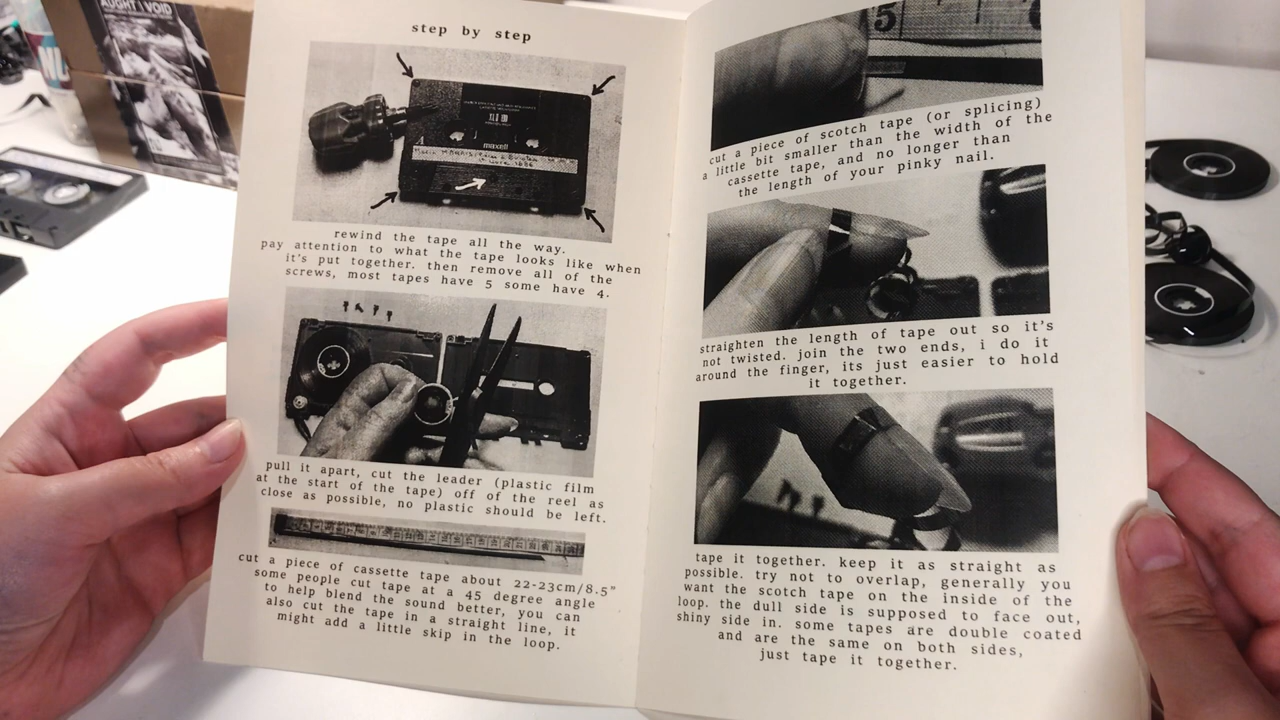 AUGHT \ VOID
step by step
XLII 90
maxell
rewind the tape all the way.
pay attention to what the tape looks like when
it's put together. then remove all of the
screws, most tapes have 5 some have 4.
pull it apart, cut the leader (plastic film
at the start of the tape) off of the reel as
close as possible, no plastic should be left.
cut a piece of cassette tape about 22-23cm/8.5"
some people cut tape at a 45 degree angle
to help blend the sound better, you can
also cut the tape in a straight line, it
might add a little skip in the loop.
5
6
cut a piece of scotch tape (or splicing)
a little bit smaller than the width of the
cassette tape, and no longer than
the length of your pinky nail.
straighten the length of tape out so it's
not twisted. join the two ends, i do it
around the finger, its just easier to hold
it together.
tape it together. keep it as straight as
possible. try not to overlap, generally you
want the scotch tape on the inside of the
loop. the dull side is supposed to face out,
shiny side in. some tapes are double coated
and are the same on both sides,
just tape it together.